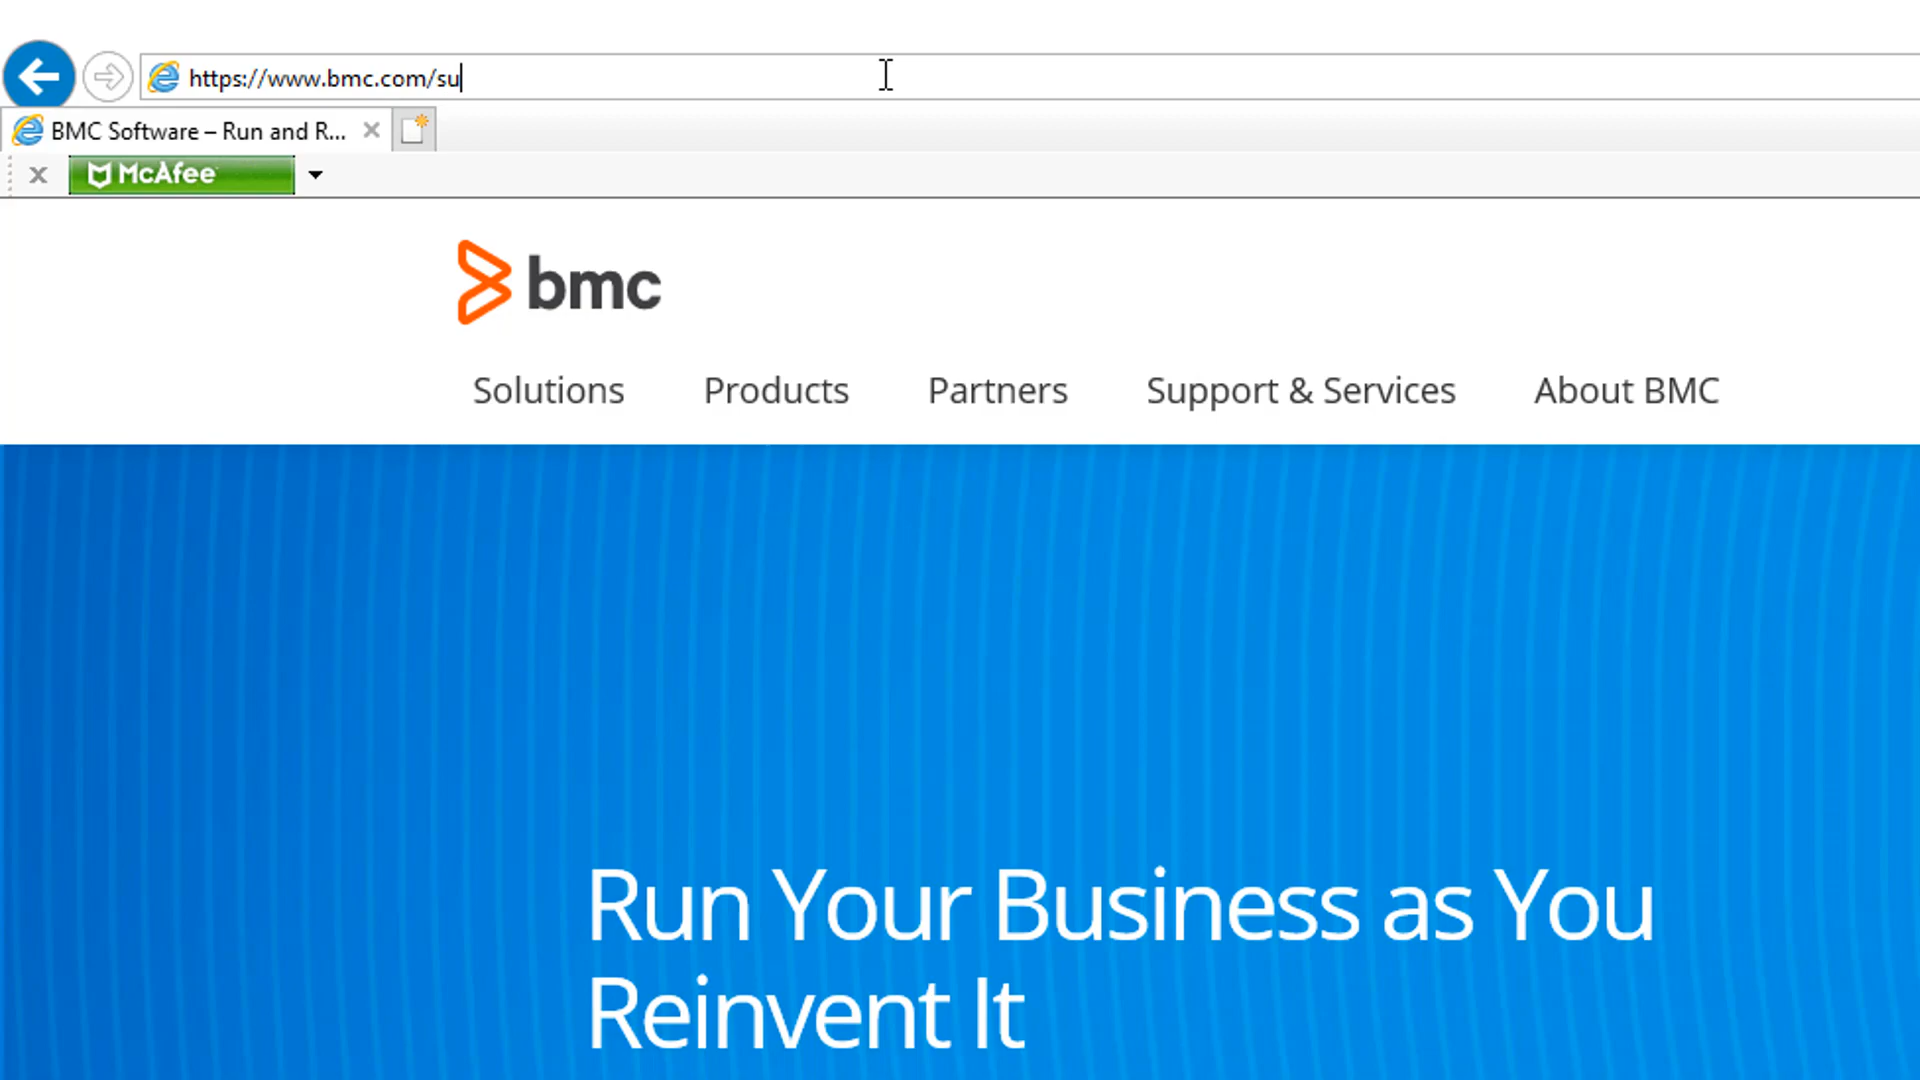 https://www.bmc.com/su
BMC Software – Run and R...
McAfee
bmc
Solutions Products Partners Support & Services About BMC
Run Your Business as You
Reinvent It